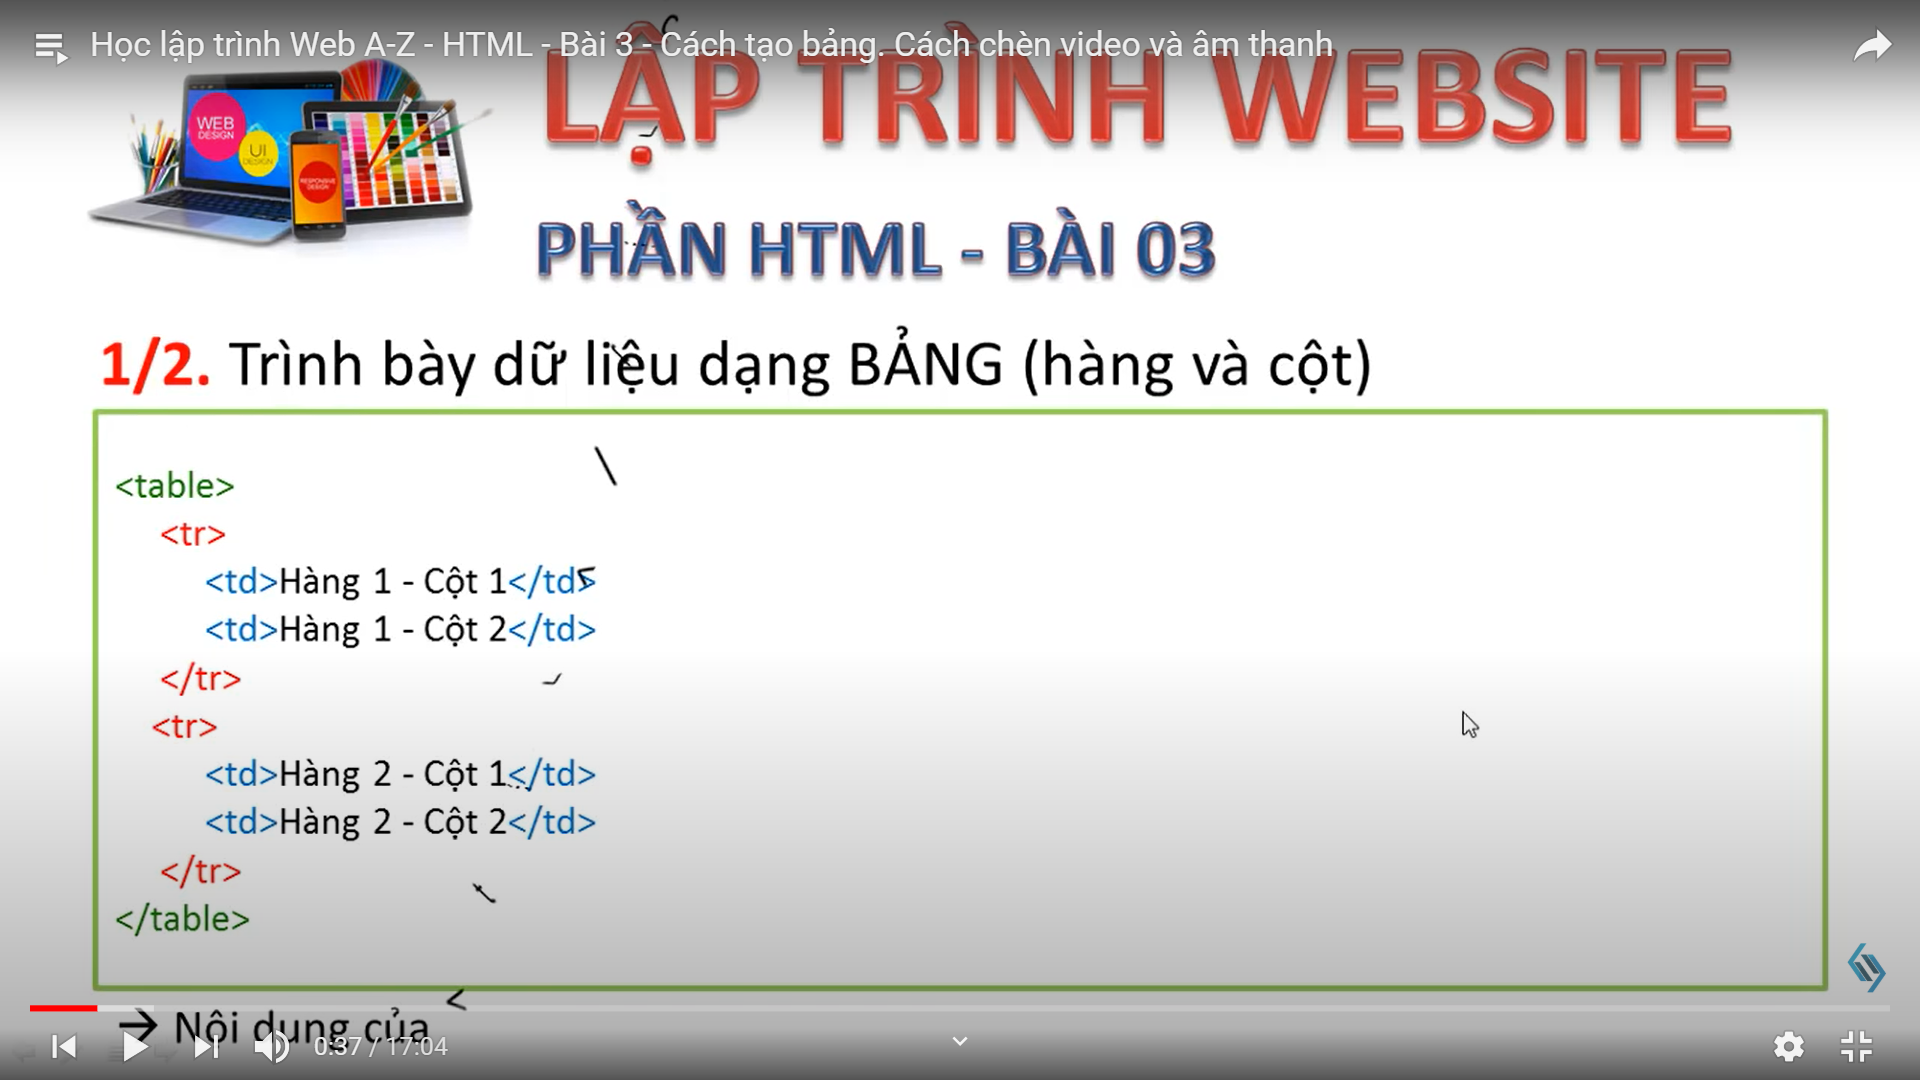 Học lập trình Web A-Z - HTML - Bài 3 - Cách tạo bảng. Cách chèn video và âm thanh
LẬP TRÌNH WEBSITE
WEB
DESIGN
UI
DESIGN
RESPONSIVE
DESIGN
PHẦN HTML - BÀI 03
1/2. Trình bày dữ liệu dạng BẢNG (hàng và cột)
<table>
<tr>
<td>Hàng 1 - Cột 1</td>
<td>Hàng 1 - Cột 2</td>
</tr>
<tr>
<td>Hàng 2 - Cột 1</td>
<td>Hàng 2 - Cột 2</td>
</tr>
</table>
→ Nội dung của
0:37 / 17:04